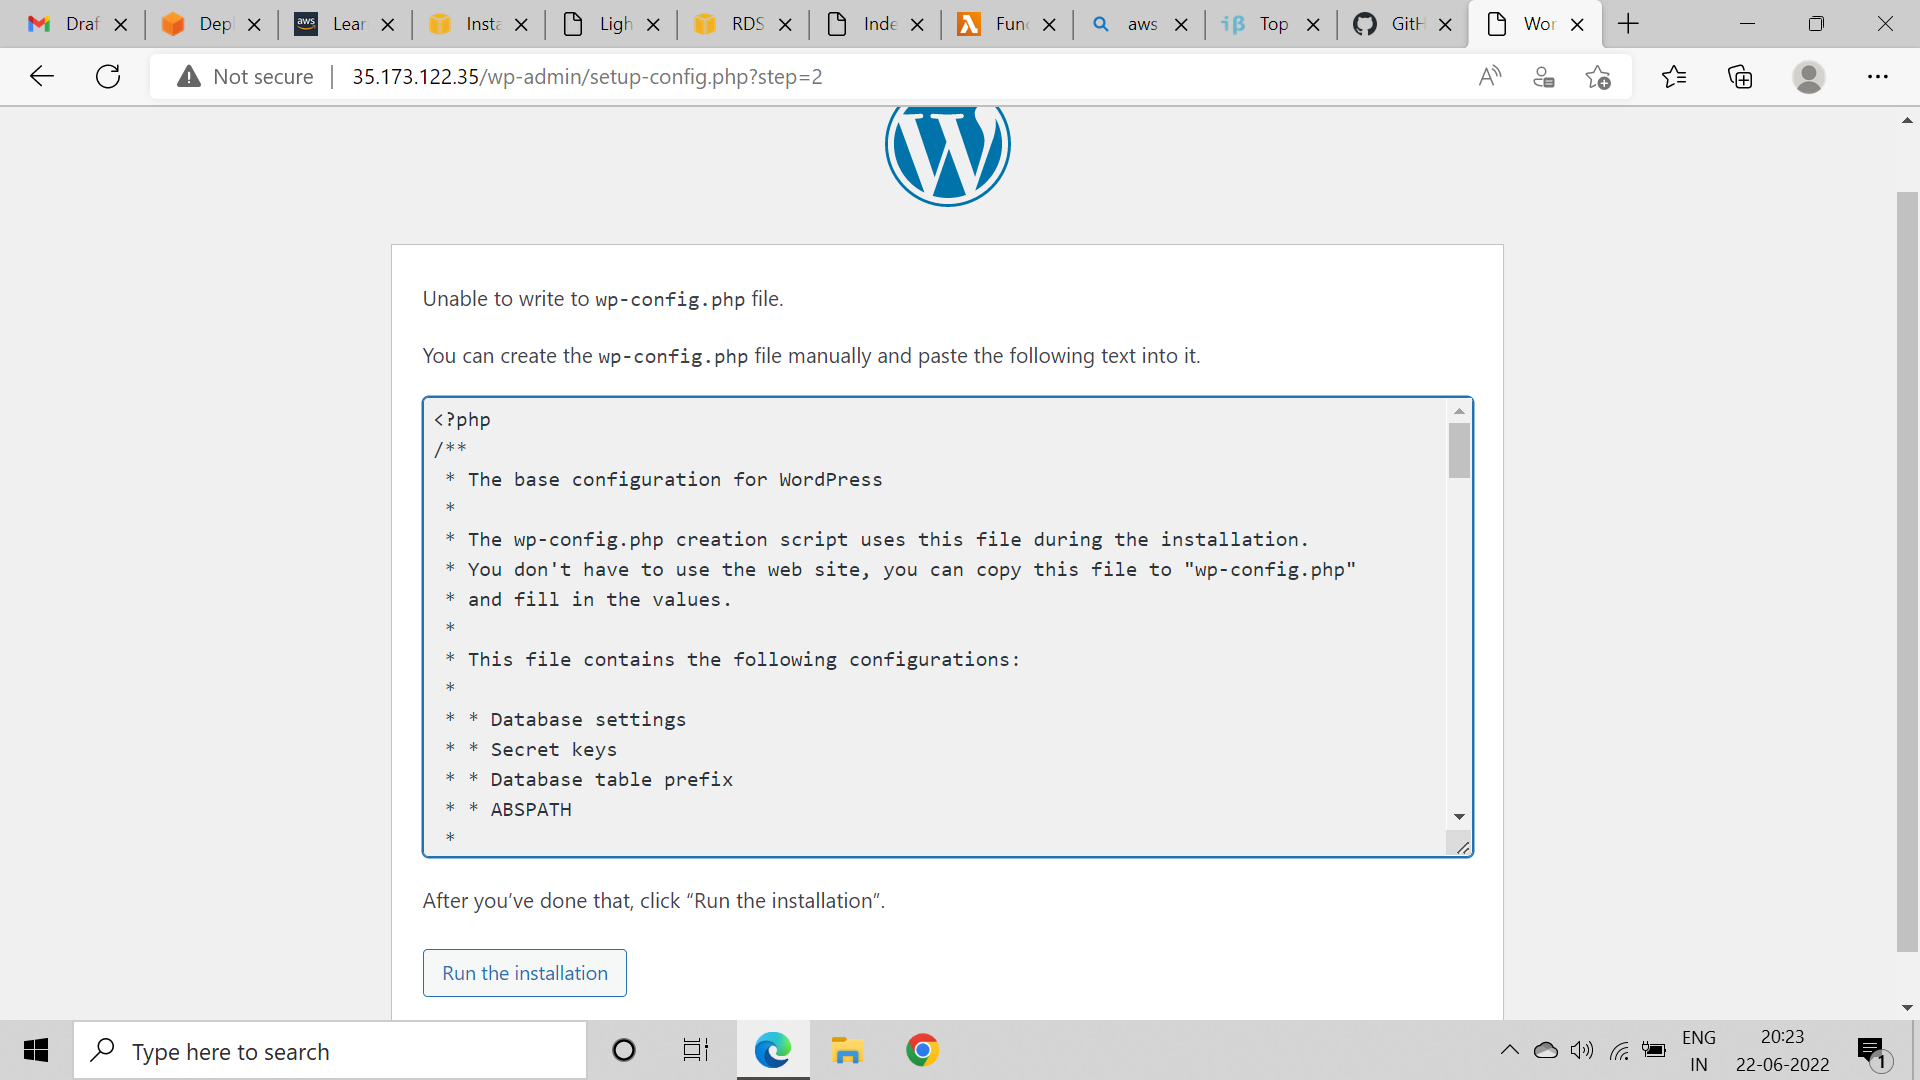 Draf
Depl
Lear
Insta
Ligh
RDS
Inde
Func
aws
Top
GitH
Wor
Not secure
35.173.122.35/wp-admin/setup-config.php?step=2
Unable to write to wp-config.php file.
You can create the wp-config.php file manually and paste the following text into it.
<?php
/**
* The base configuration for WordPress
*
* The wp-config.php creation script uses this file during the installation.
* You don't have to use the web site, you can copy this file to "wp-config.php"
* and fill in the values.
*
* This file contains the following configurations:
*
* * Database settings
* * Secret keys
* * Database table prefix
* * ABSPATH
*
After you’ve done that, click “Run the installation”.
Run the installation
Type here to search
ENG
IN
20:23
22-06-2022
1